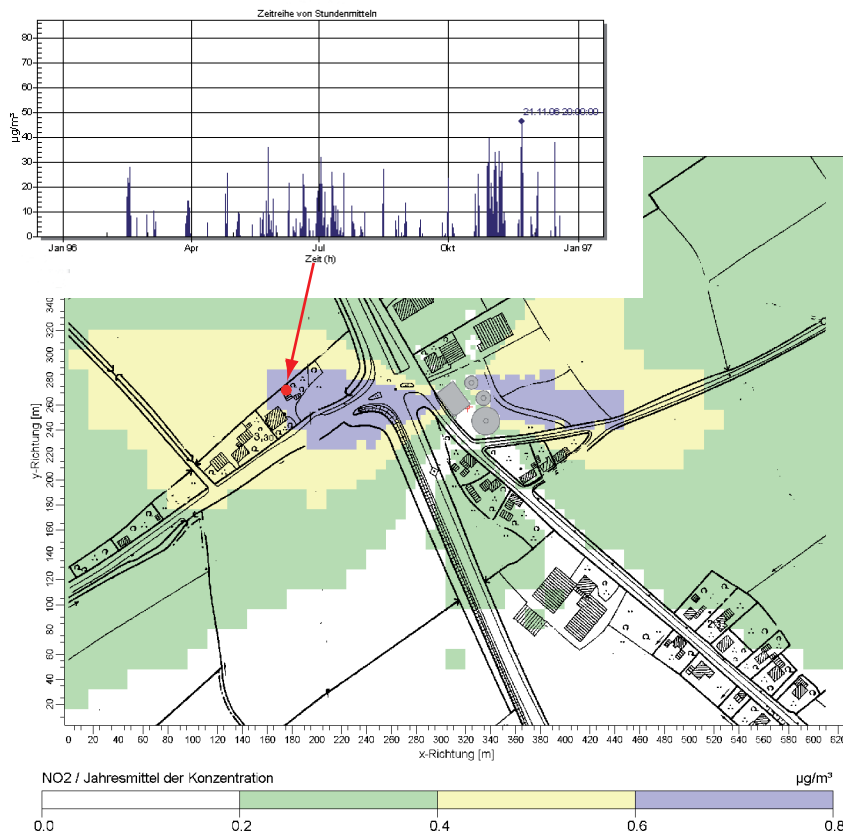 Zeitreihe von Stundenmitteln
80
70
60
50
40
30
20
10
0
µg/m³
21.11.06 20:00:00
Jan 96
Apr
Jul
Okt
Jan 97
Zeit (h)
340
320
300
280
260
240
220
200
180
160
140
120
100
80
60
40
20
y-Richtung [m]
0 20 40 60 80 100 120 140 160 180 200 220 240 260 280 300 320 340 360 380 400 420 440 460 480 500 520 540 560 580 600 620
x-Richtung [m]
NO2 / Jahresmittel der Konzentration
µg/m³
0.0 0.2 0.4 0.6 0.8